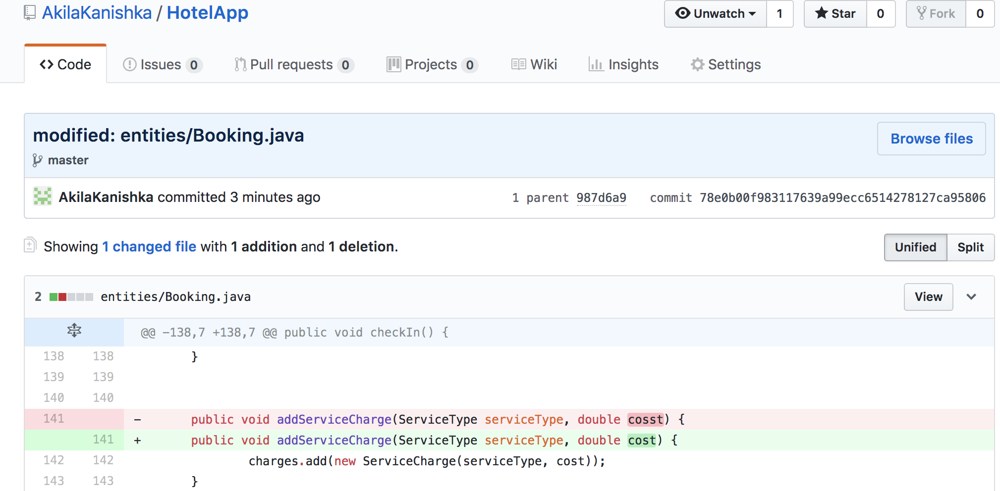 AkilaKanishka / HotelApp
Unwatch 1 Star 0 Fork 0
Code Issues 0 Pull requests 0 Projects 0 Wiki Insights Settings
modified: entities/Booking.java
Browse files
master
AkilaKanishka committed 3 minutes ago 1 parent 987d6a9 commit 78e0b00f983117639a99ecc6514278127ca95806
Showing 1 changed file with 1 addition and 1 deletion.
Unified Split
2 entities/Booking.java View
@@ -138,7 +138,7 @@ public void checkIn() {
138 138 }
139 139
140 140
141 - public void addServiceCharge(ServiceType serviceType, double cosst) {
141 + public void addServiceCharge(ServiceType serviceType, double cost) {
142 142 charges.add(new ServiceCharge(serviceType, cost));
143 143 }